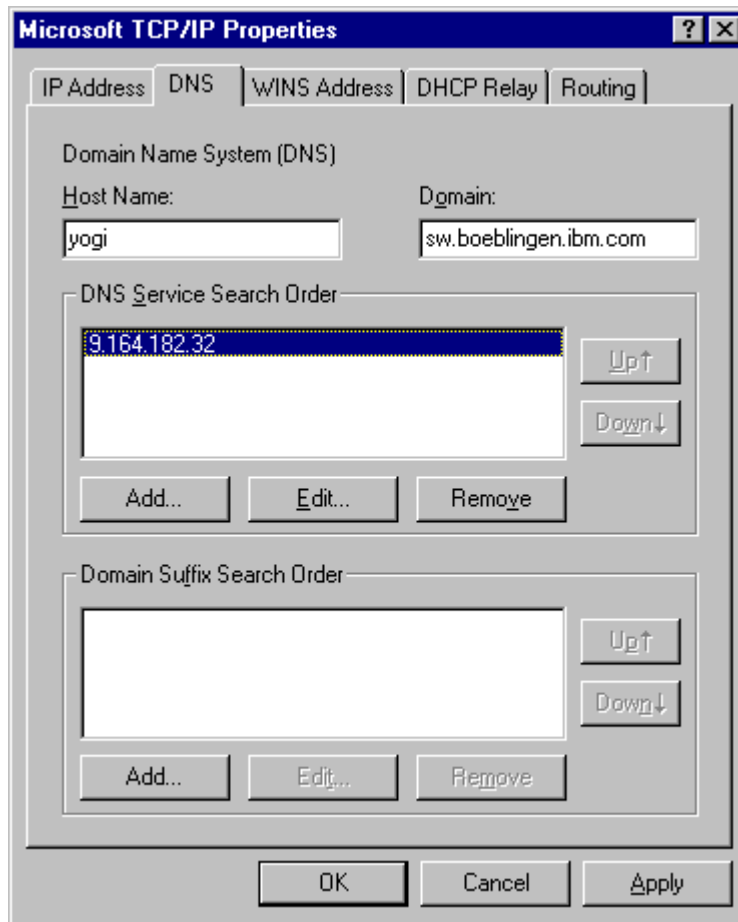 Microsoft TCP/IP Properties
IP Address DNS WINS Address DHCP Relay Routing
Domain Name System (DNS)
Host Name: Domain:
yogi sw.boeblingen.ibm.com
DNS Service Search Order
9.164.182.32
Up↑
Down↓
Add... Edit... Remove
Domain Suffix Search Order
Up↑
Down↓
Add... Edit... Remove
OK Cancel Apply